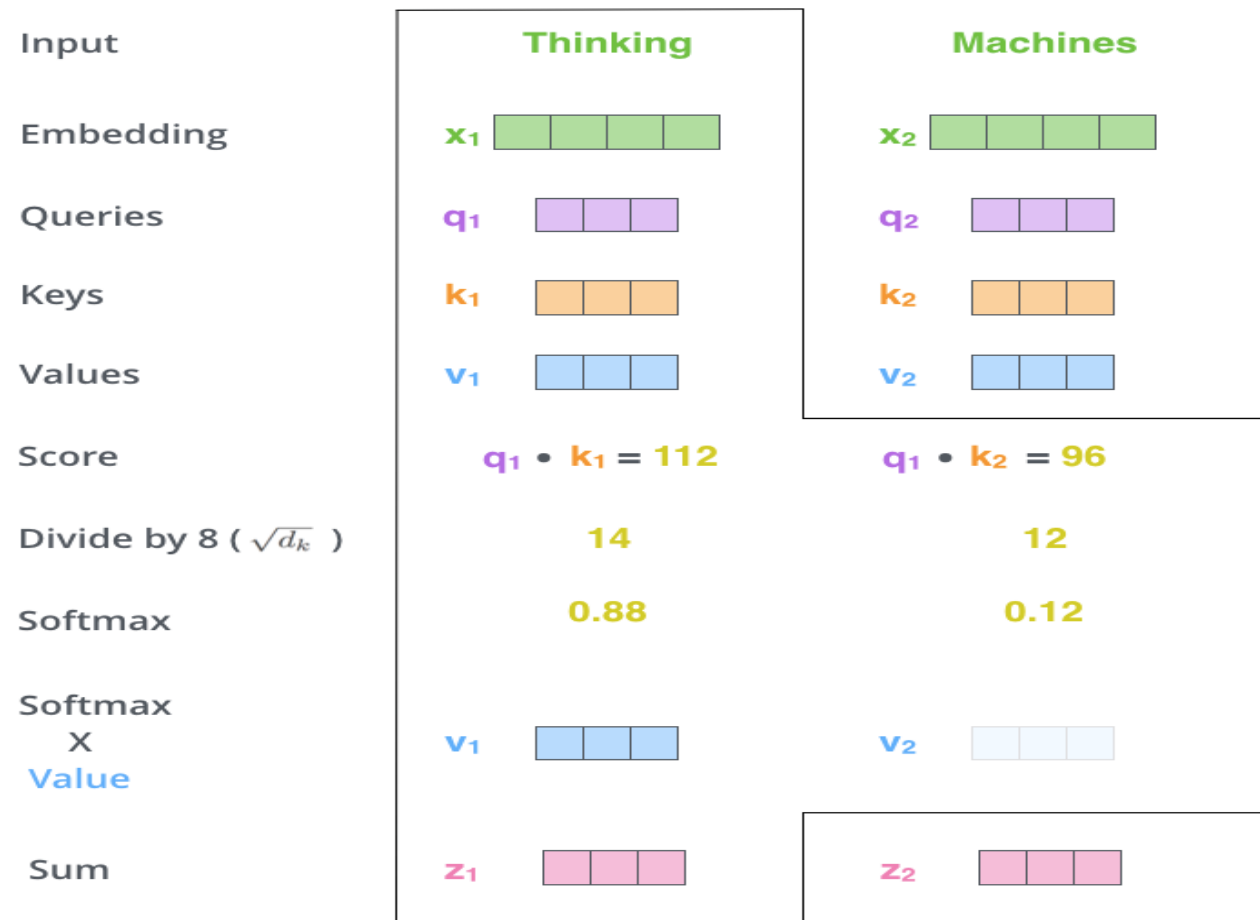 Input Thinking Machines
Embedding x₁ x₂
Queries q₁ q₂
Keys k₁ k₂
Values v₁ v₂
Score q₁ • k₁ = 112 q₁ • k₂ = 96
Divide by 8 ( √dₖ ) 14 12
Softmax 0.88 0.12
Softmax
X v₁ v₂
Value
Sum z₁ z₂